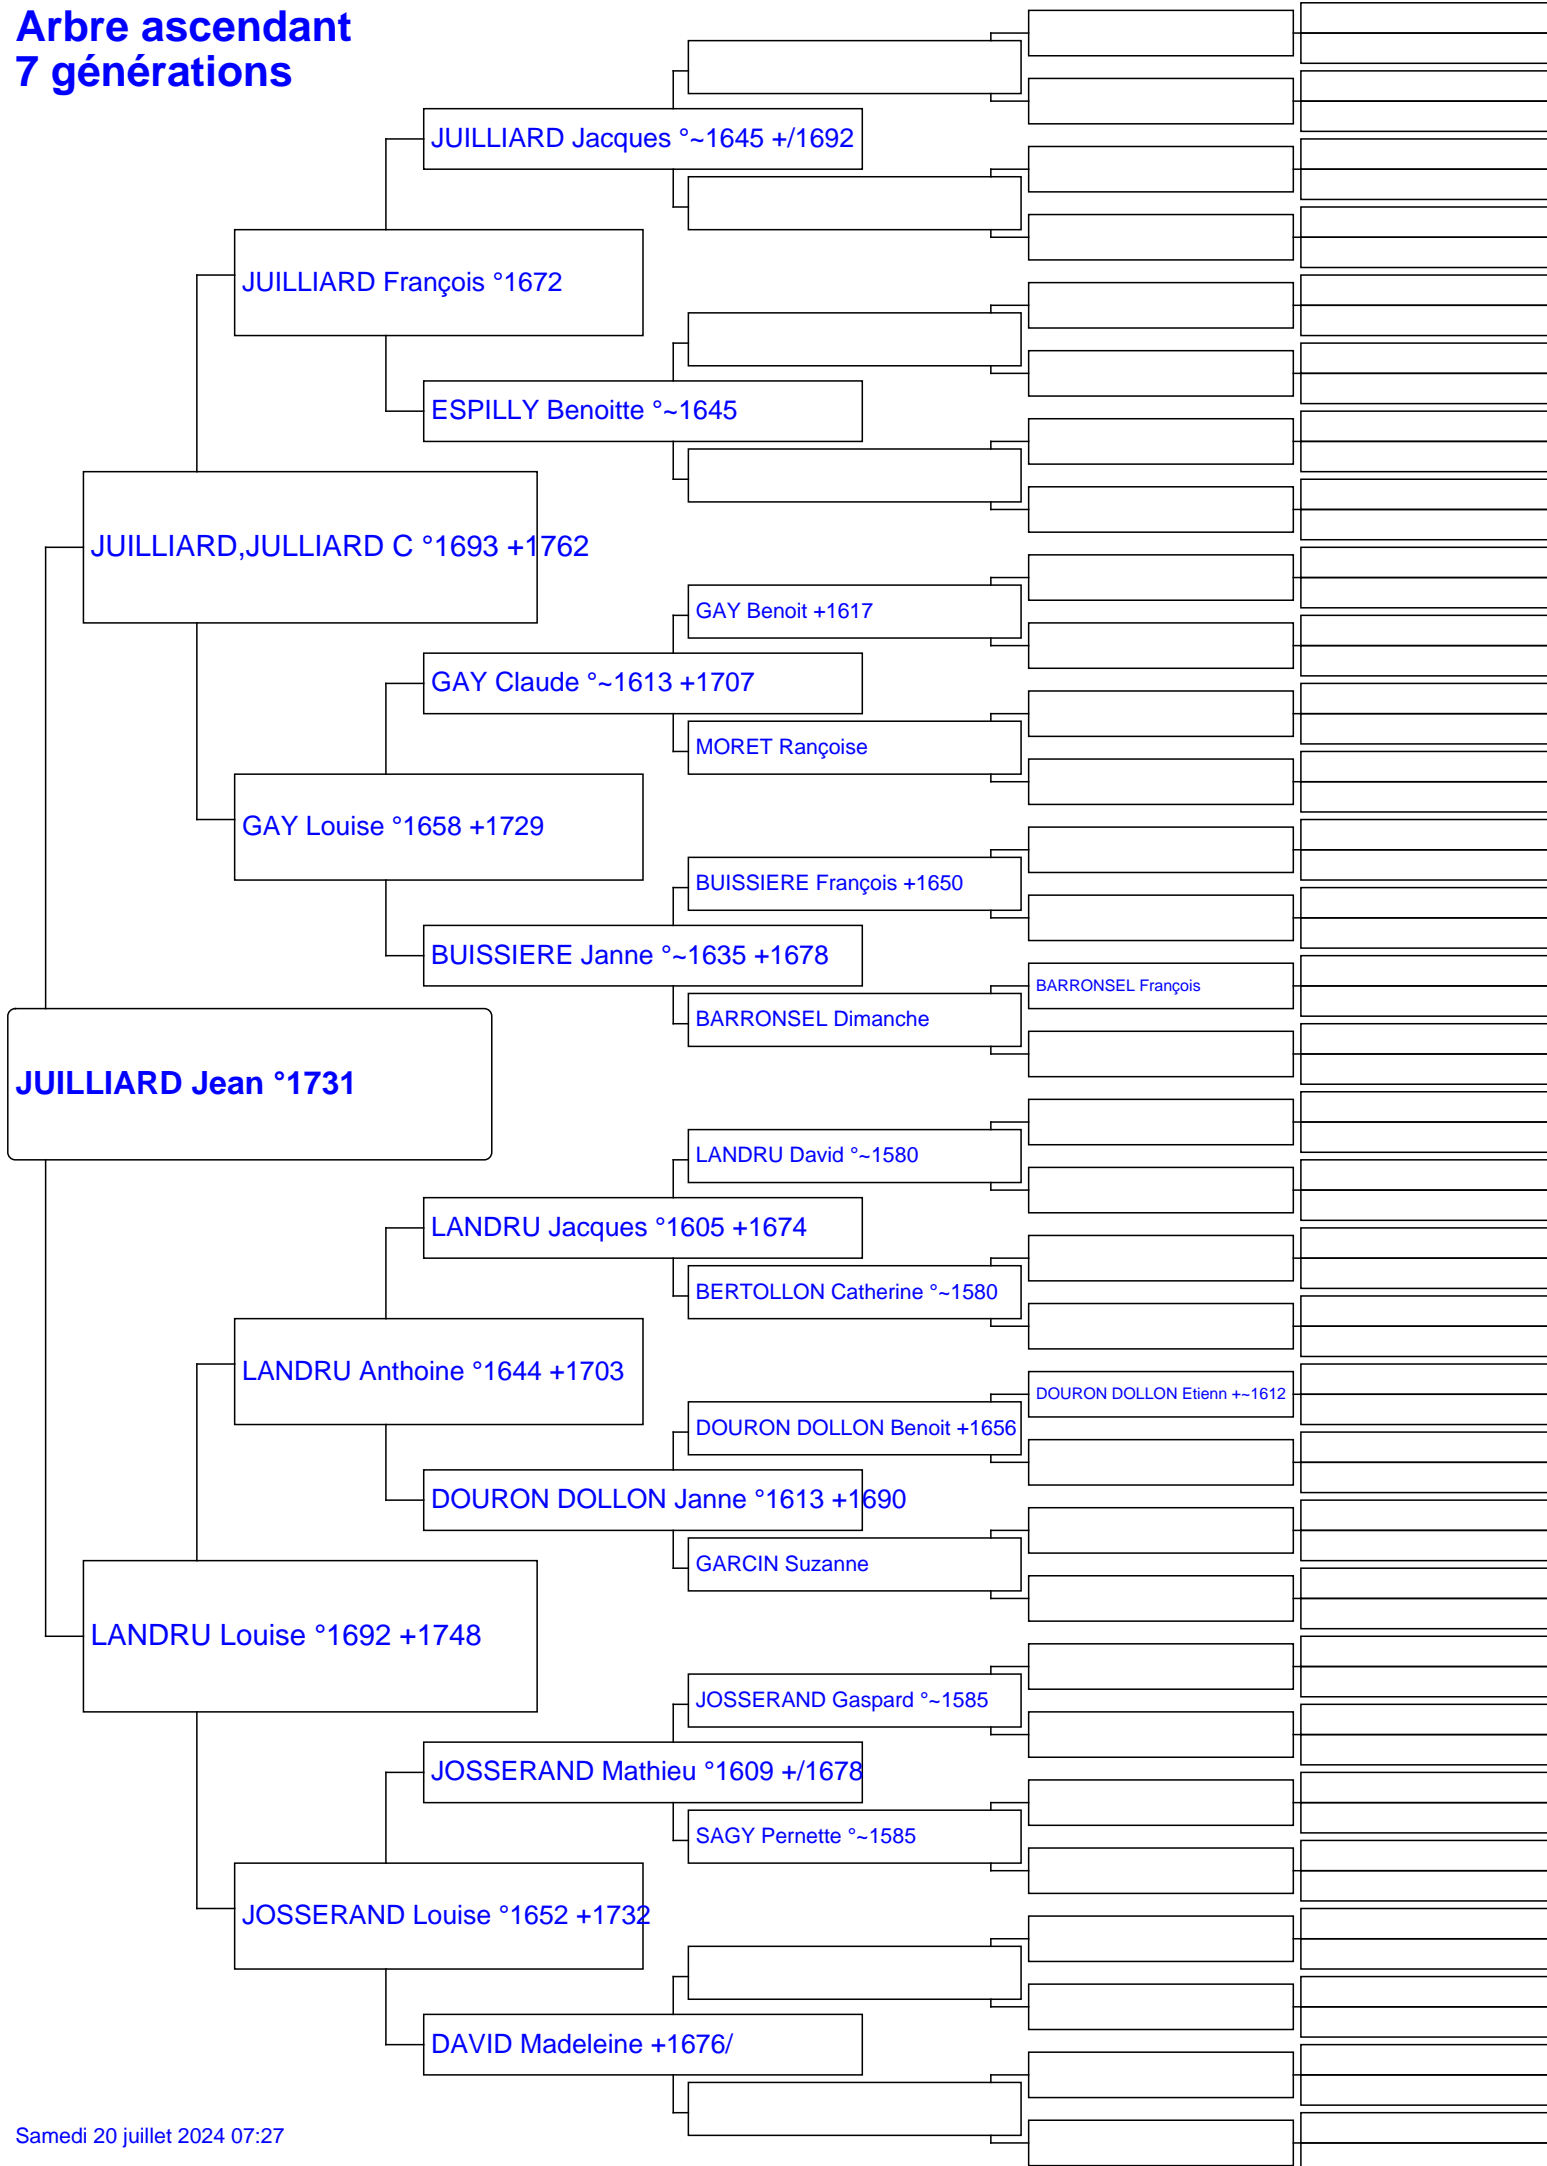 Arbre ascendant
7 générations
JUILLIARD Jacques °~1645 +/1692
JUILLIARD François °1672
ESPILLY Benoitte °~1645
JUILLIARD,JULLIARD C °1693 +1762
GAY Benoit +1617
GAY Claude °~1613 +1707
MORET Rançoise
GAY Louise °1658 +1729
BUISSIERE François +1650
BUISSIERE Janne °~1635 +1678
BARRONSEL François
BARRONSEL Dimanche
JUILLIARD Jean °1731
LANDRU David °~1580
LANDRU Jacques °1605 +1674
BERTOLLON Catherine °~1580
LANDRU Anthoine °1644 +1703
DOURON DOLLON Etienn +~1612
DOURON DOLLON Benoit +1656
DOURON DOLLON Janne °1613 +1690
GARCIN Suzanne
LANDRU Louise °1692 +1748
JOSSERAND Gaspard °~1585
JOSSERAND Mathieu °1609 +/1678
SAGY Pernette °~1585
JOSSERAND Louise °1652 +1732
DAVID Madeleine +1676/
Samedi 20 juillet 2024 07:27